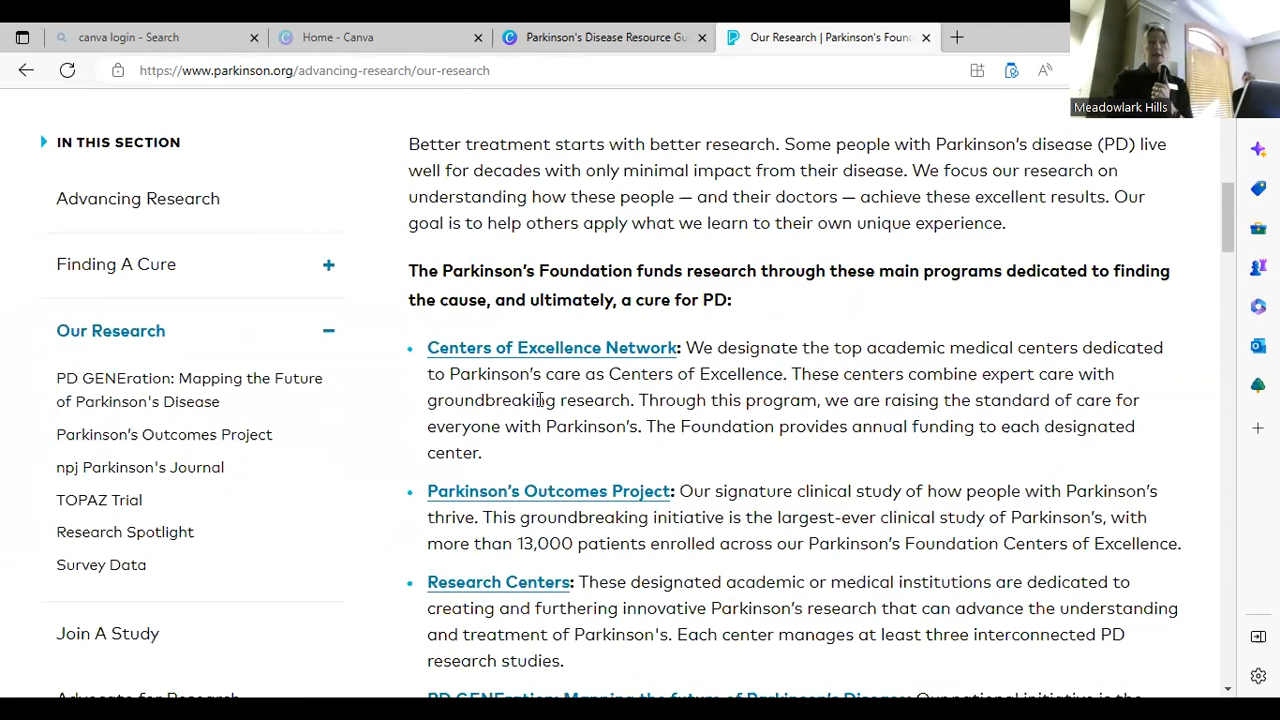 canva login - Search
Home - Canva
Parkinson's Disease Resource Gui
Our Research | Parkinson's Found
https://www.parkinson.org/advancing-research/our-research
Meadowlark Hills
IN THIS SECTION
Advancing Research
Finding A Cure
Our Research
PD GENEration: Mapping the Future
of Parkinson's Disease
Parkinson's Outcomes Project
npj Parkinson's Journal
TOPAZ Trial
Research Spotlight
Survey Data
Join A Study
Advocate for Research
Better treatment starts with better research. Some people with Parkinson's disease (PD) live
well for decades with only minimal impact from their disease. We focus our research on
understanding how these people — and their doctors — achieve these excellent results. Our
goal is to help others apply what we learn to their own unique experience.
The Parkinson's Foundation funds research through these main programs dedicated to finding
the cause, and ultimately, a cure for PD:
• Centers of Excellence Network: We designate the top academic medical centers dedicated
to Parkinson's care as Centers of Excellence. These centers combine expert care with
groundbreaking research. Through this program, we are raising the standard of care for
everyone with Parkinson's. The Foundation provides annual funding to each designated
center.
• Parkinson's Outcomes Project: Our signature clinical study of how people with Parkinson's
thrive. This groundbreaking initiative is the largest-ever clinical study of Parkinson's, with
more than 13,000 patients enrolled across our Parkinson's Foundation Centers of Excellence.
• Research Centers: These designated academic or medical institutions are dedicated to
creating and furthering innovative Parkinson's research that can advance the understanding
and treatment of Parkinson's. Each center manages at least three interconnected PD
research studies.
PD GENEration: Mapping the future of Parkinson's Disease: Our national initiative is the